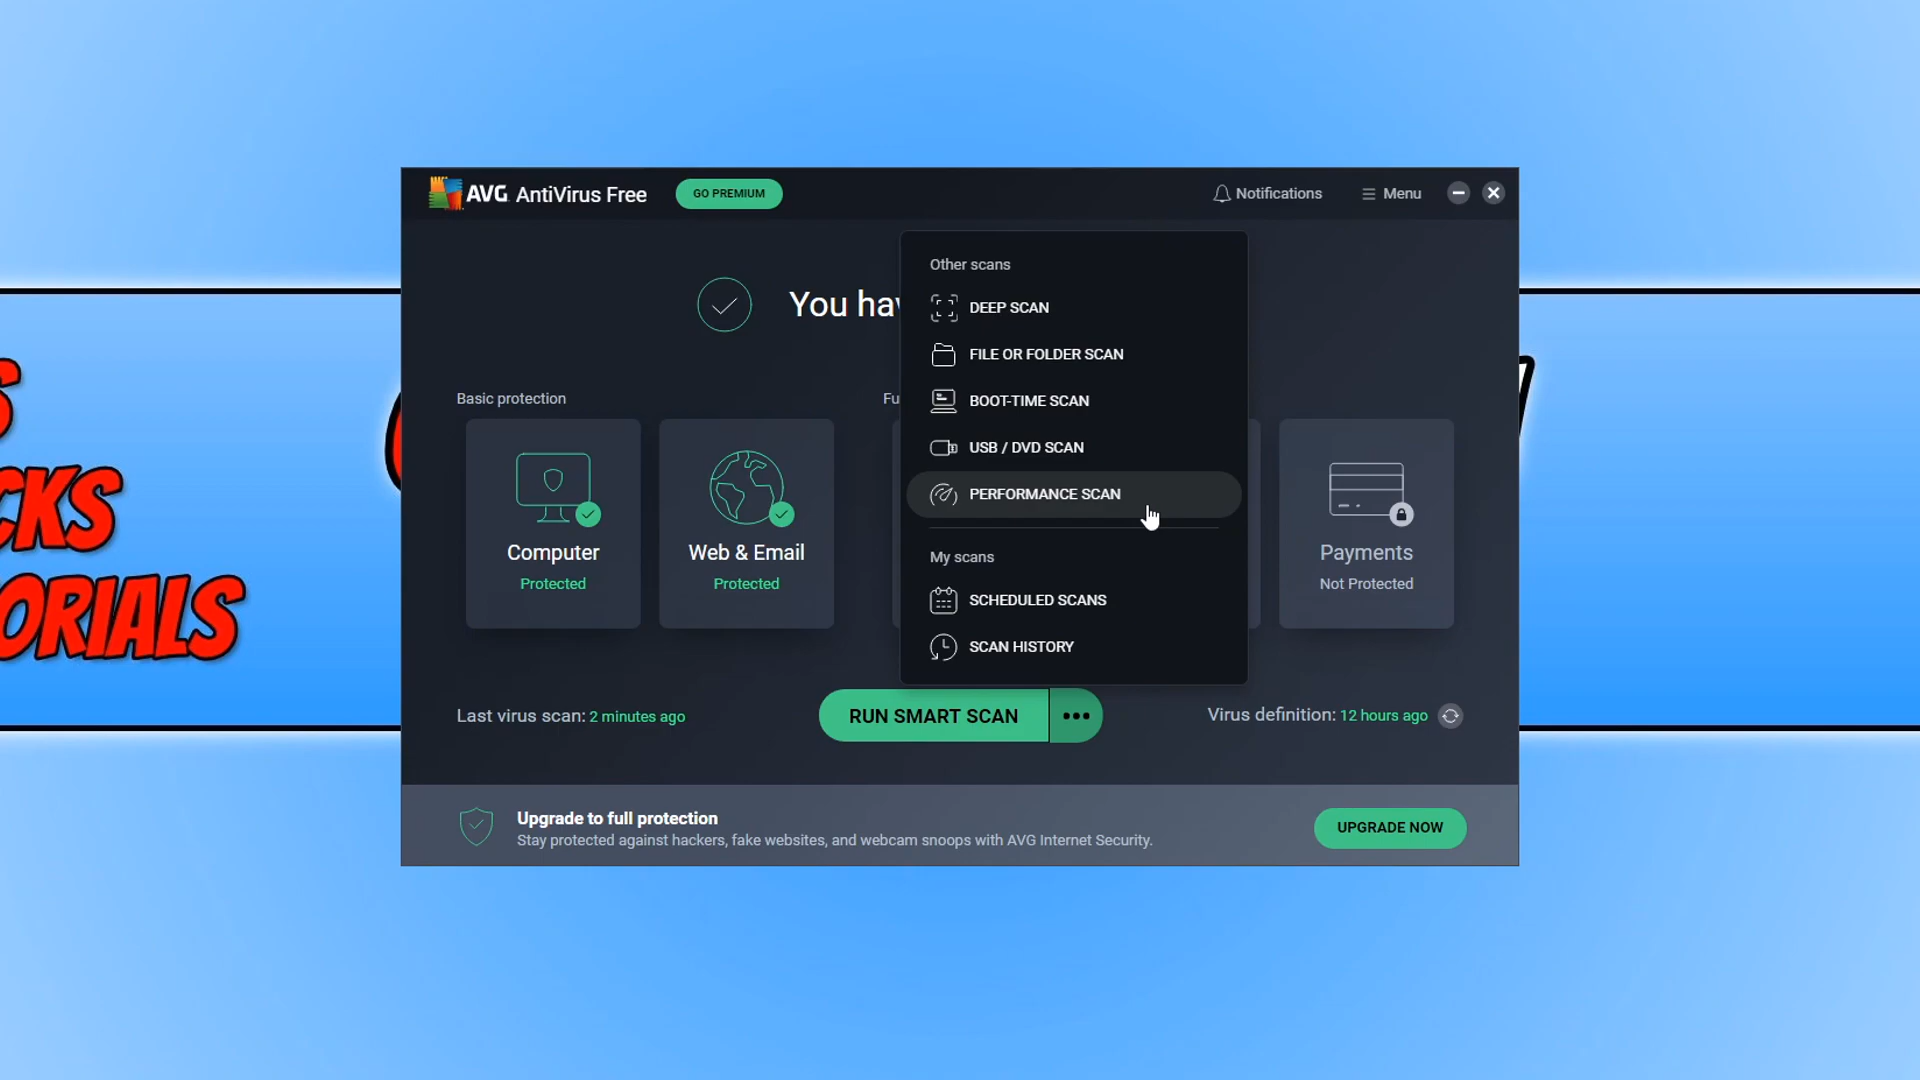 AVG AntiVirus Free
GO PREMIUM
Notifications
Menu
Other scans
DEEP SCAN
FILE OR FOLDER SCAN
BOOT-TIME SCAN
USB / DVD SCAN
PERFORMANCE SCAN
My scans
SCHEDULED SCANS
SCAN HISTORY
You hav
Basic protection
Fu
Computer
Protected
Web & Email
Protected
Payments
Not Protected
Last virus scan: 2 minutes ago
RUN SMART SCAN
Virus definition: 12 hours ago
Upgrade to full protection
Stay protected against hackers, fake websites, and webcam snoops with AVG Internet Security.
UPGRADE NOW
S
CKS
ORIALS